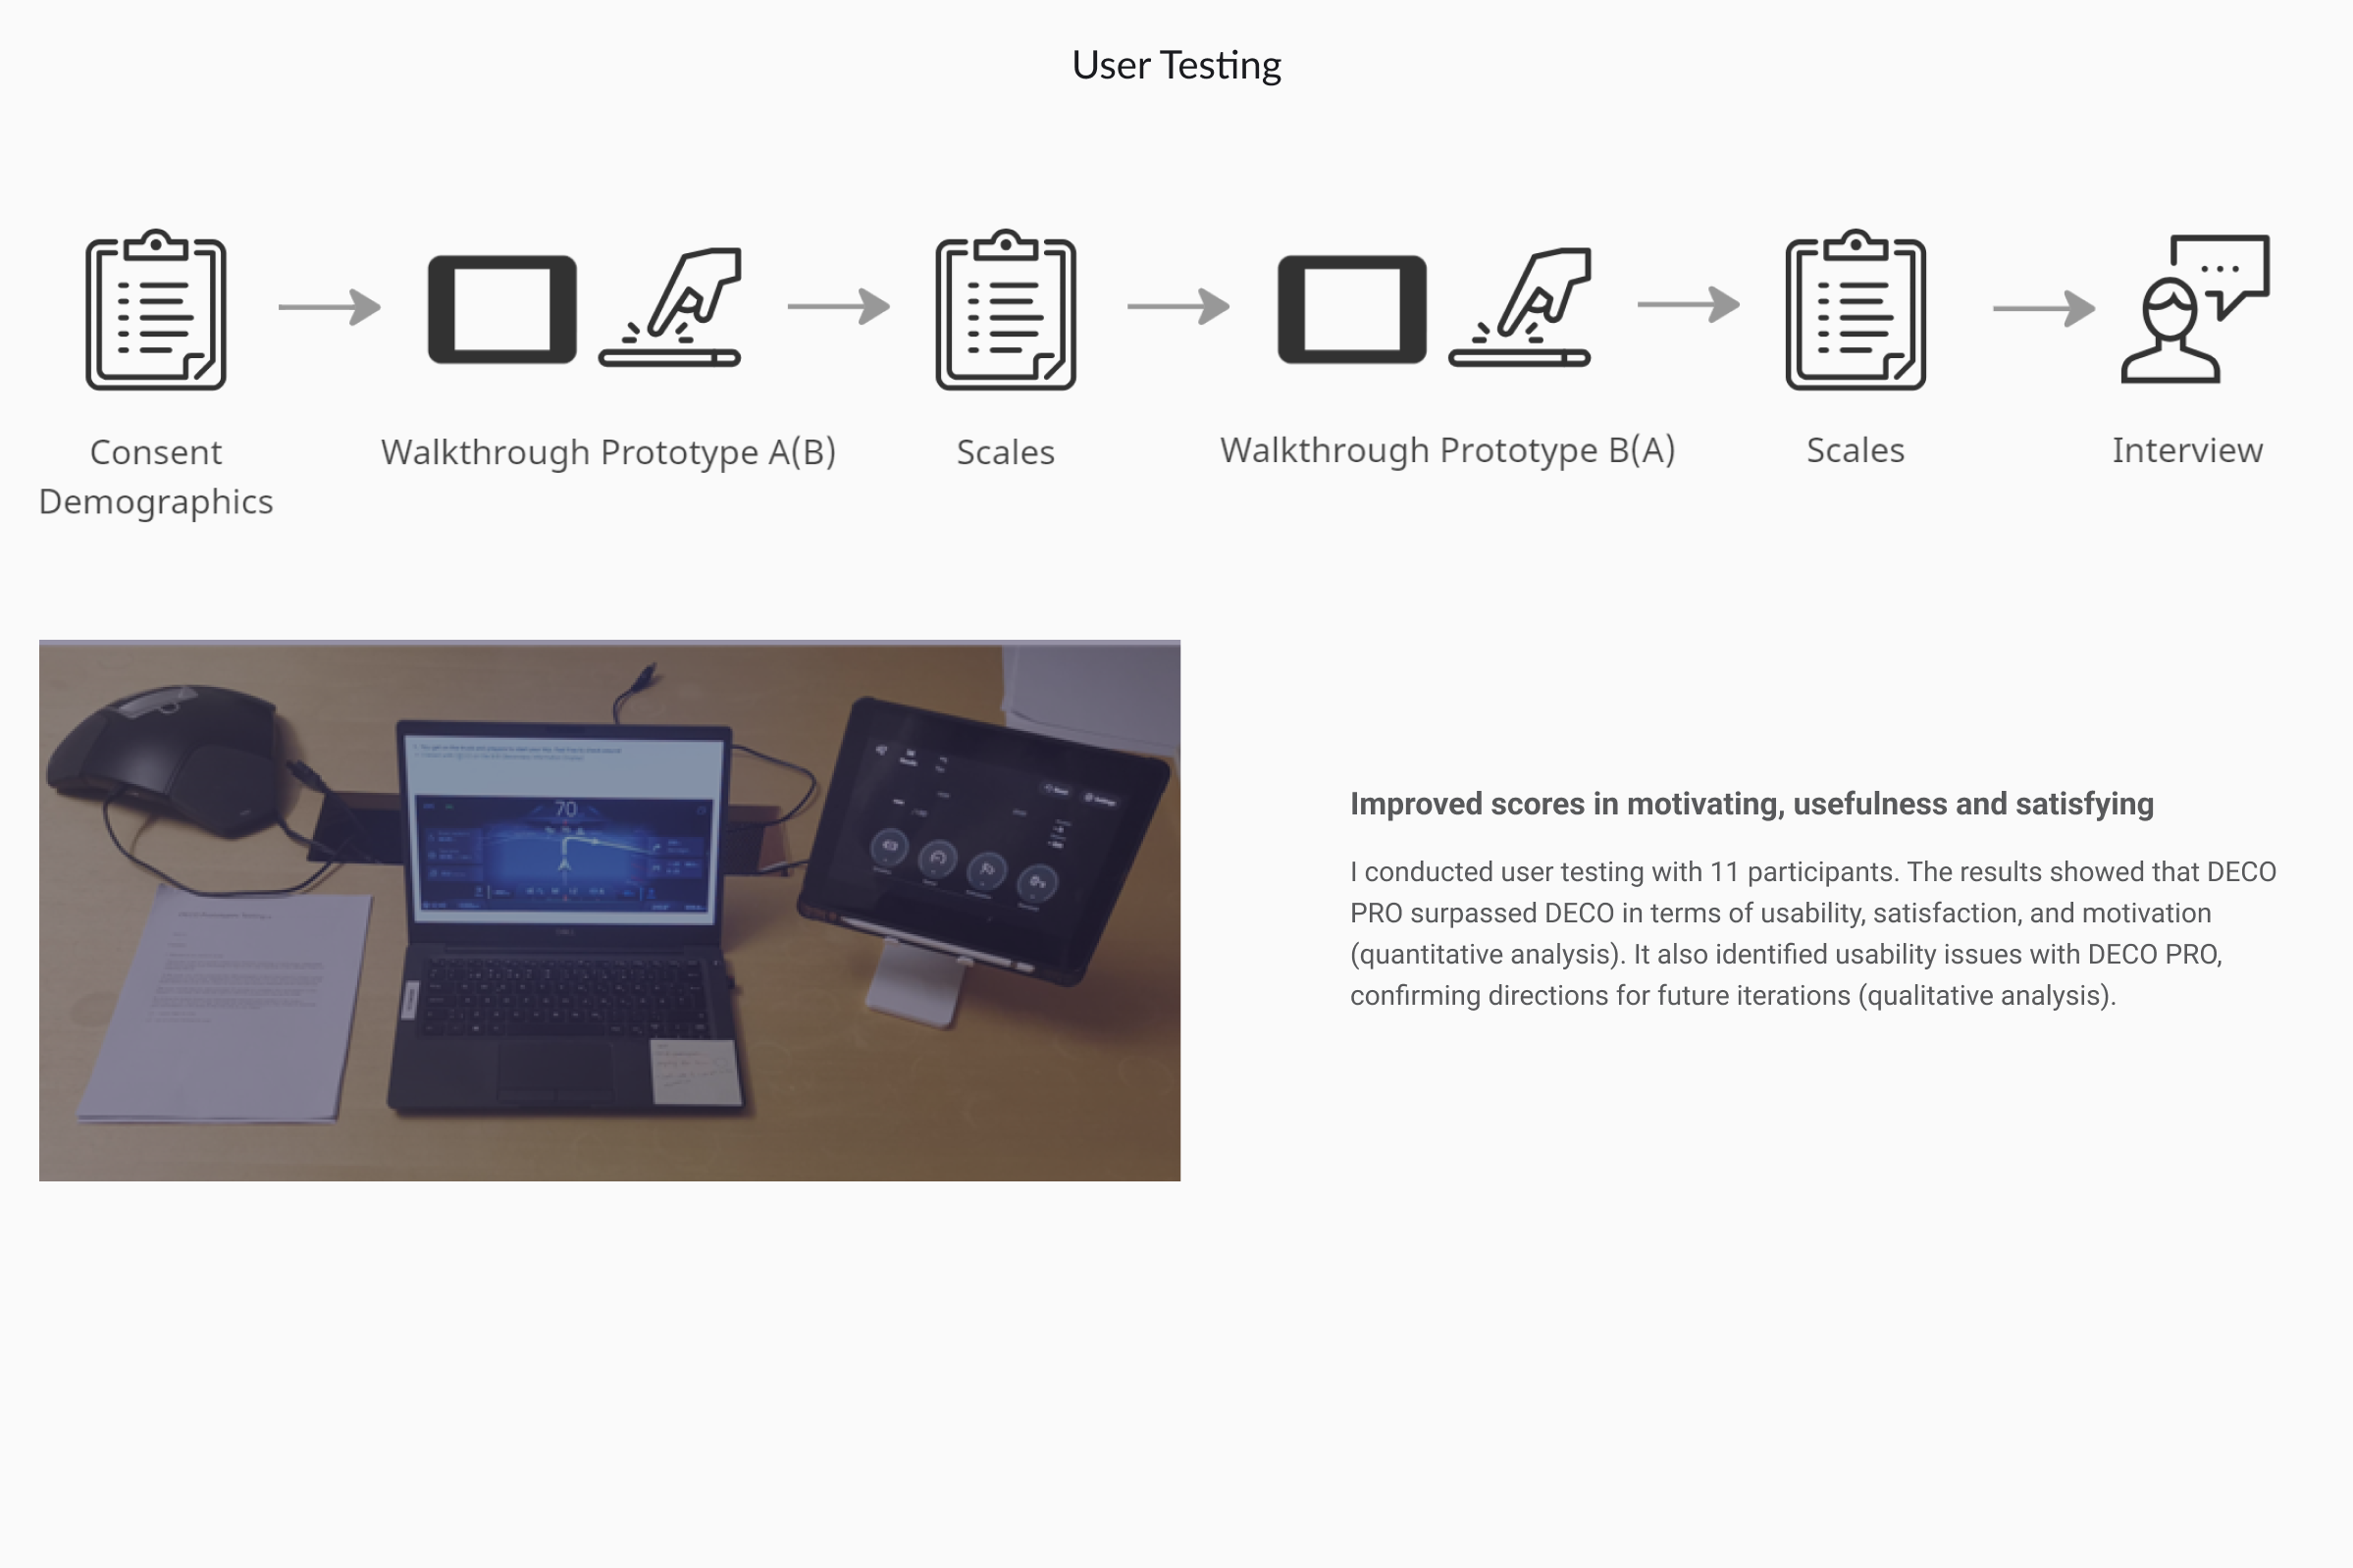 User Testing
Consent
Demographics
Walkthrough Prototype A(B)
Scales
Walkthrough Prototype B(A)
Scales
Interview
70
Improved scores in motivating, usefulness and satisfying
I conducted user testing with 11 participants. The results showed that DECO
PRO surpassed DECO in terms of usability, satisfaction, and motivation
(quantitative analysis). It also identified usability issues with DECO PRO,
confirming directions for future iterations (qualitative analysis).